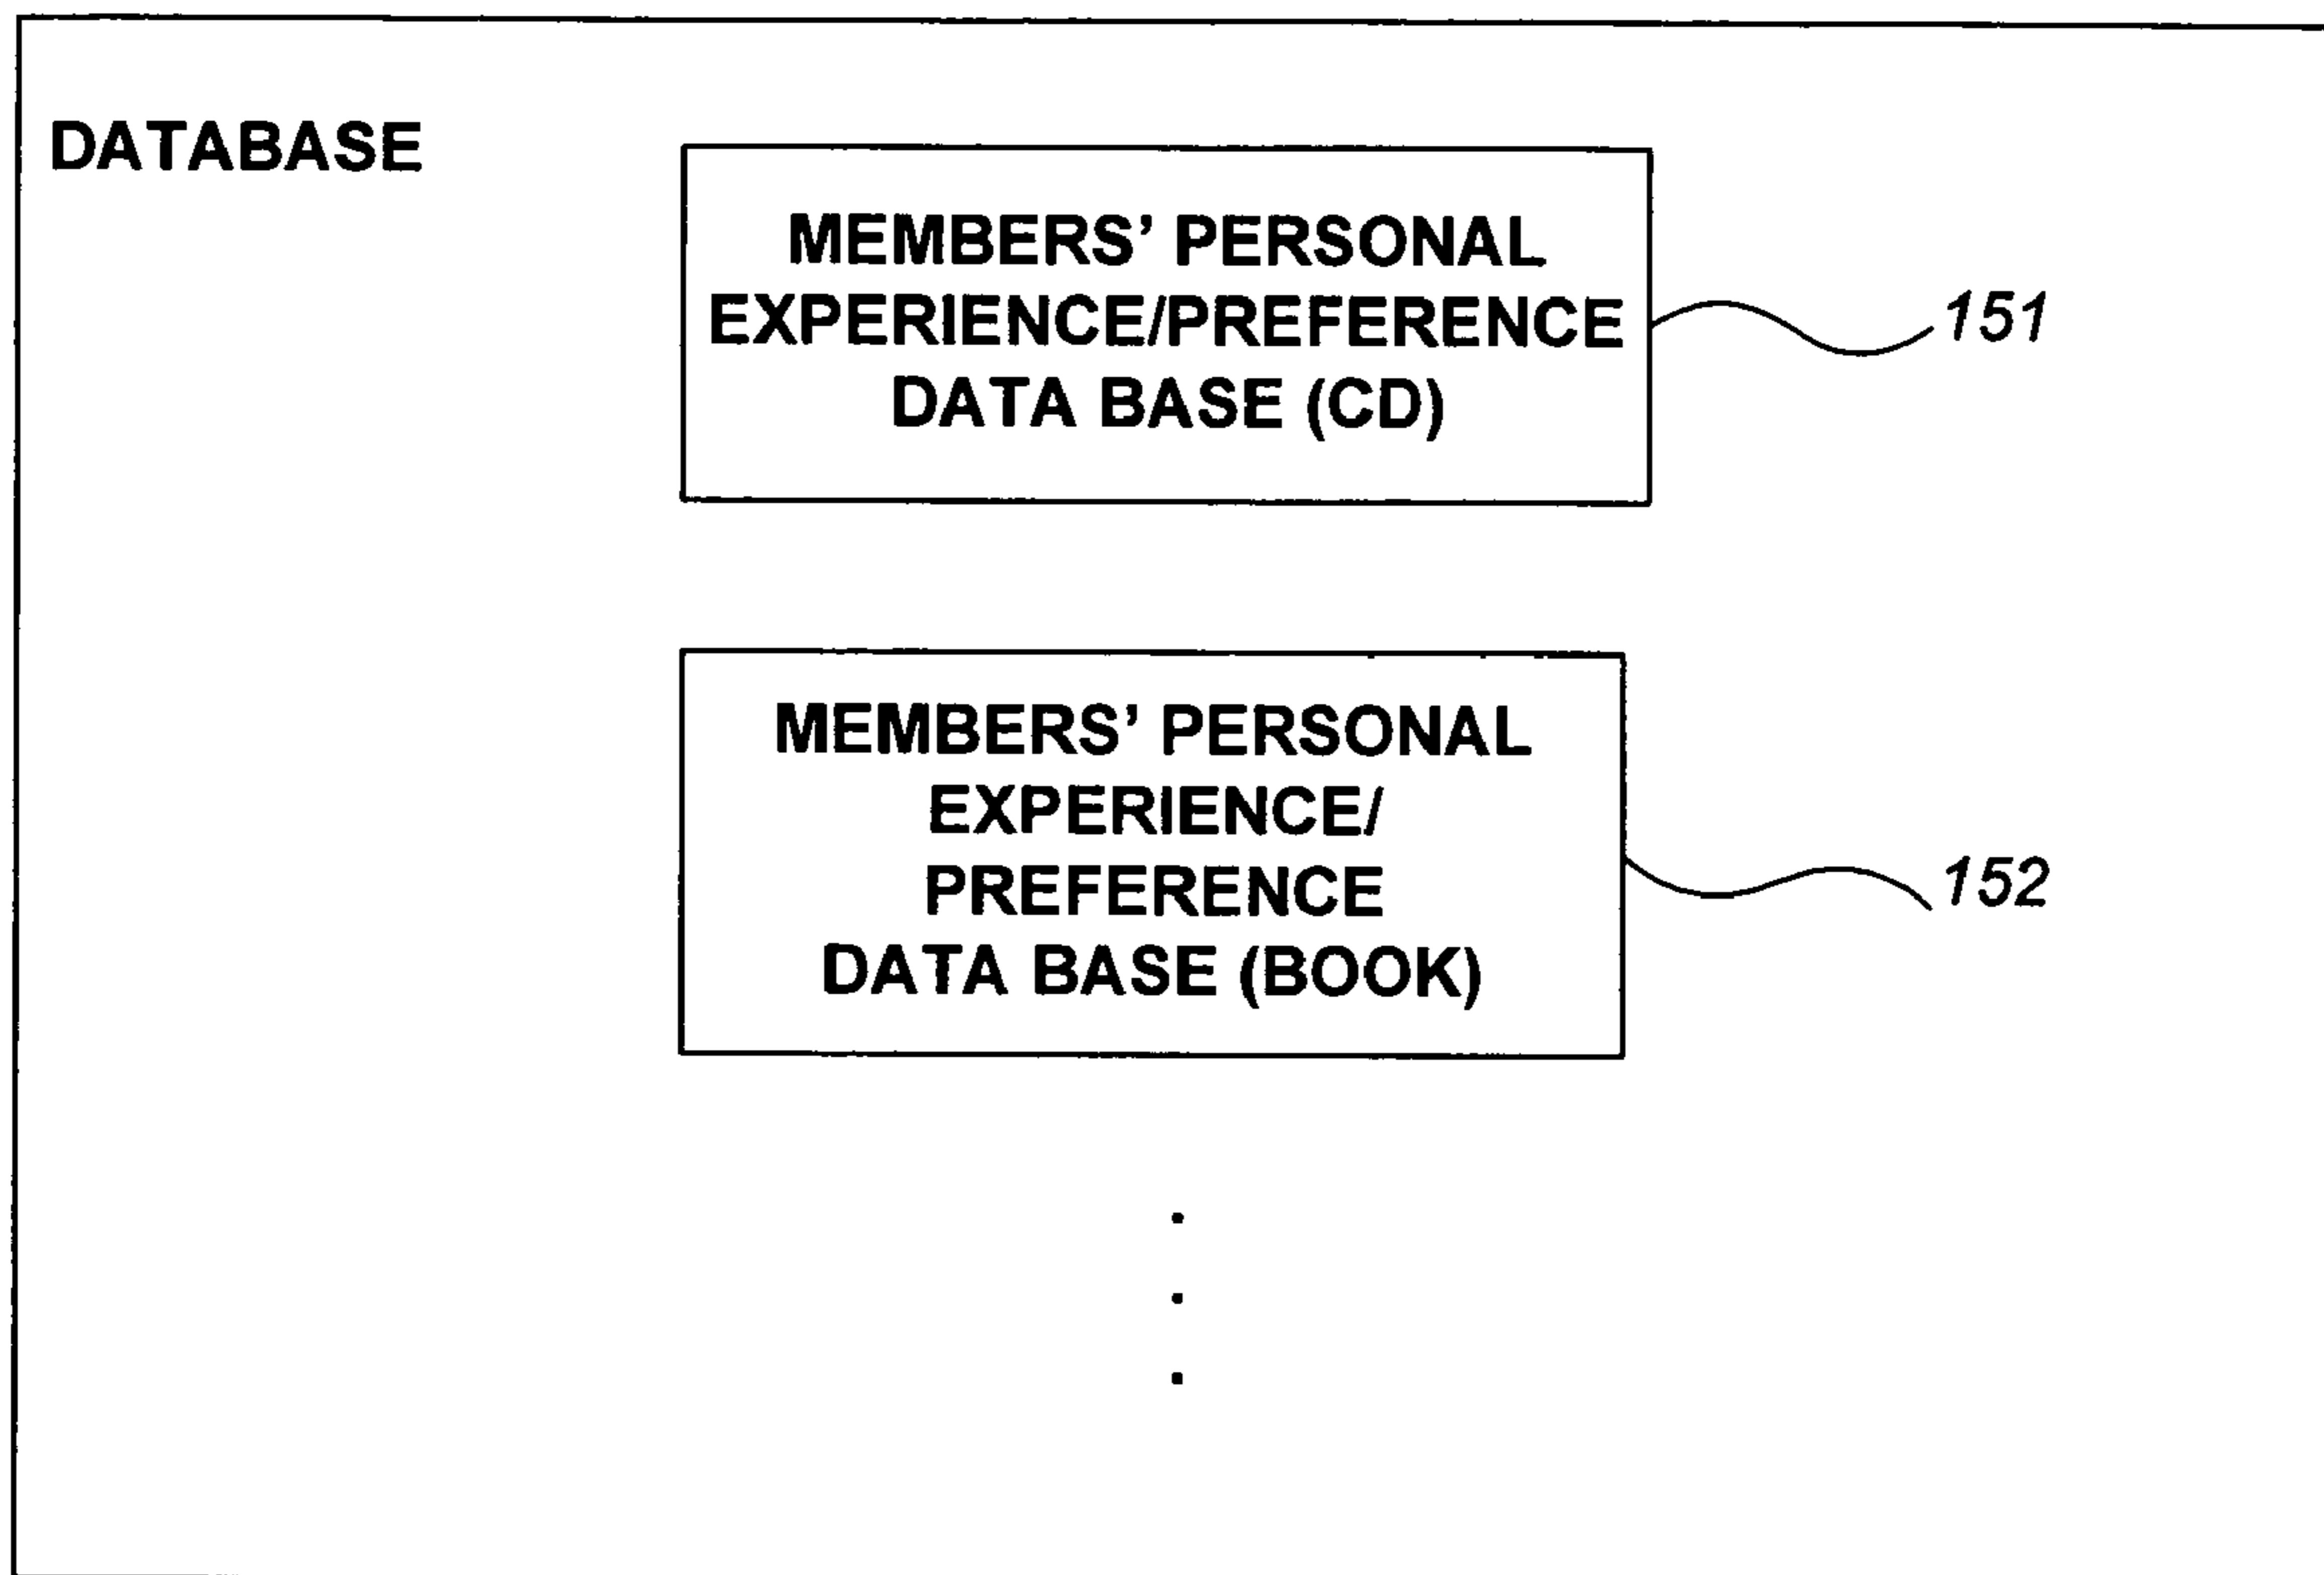 DATABASE
MEMBERS’ PERSONAL
EXPERIENCE/PREFERENCE
DATA BASE (CD)
151
MEMBERS’ PERSONAL
EXPERIENCE/
PREFERENCE
DATA BASE (BOOK)
152